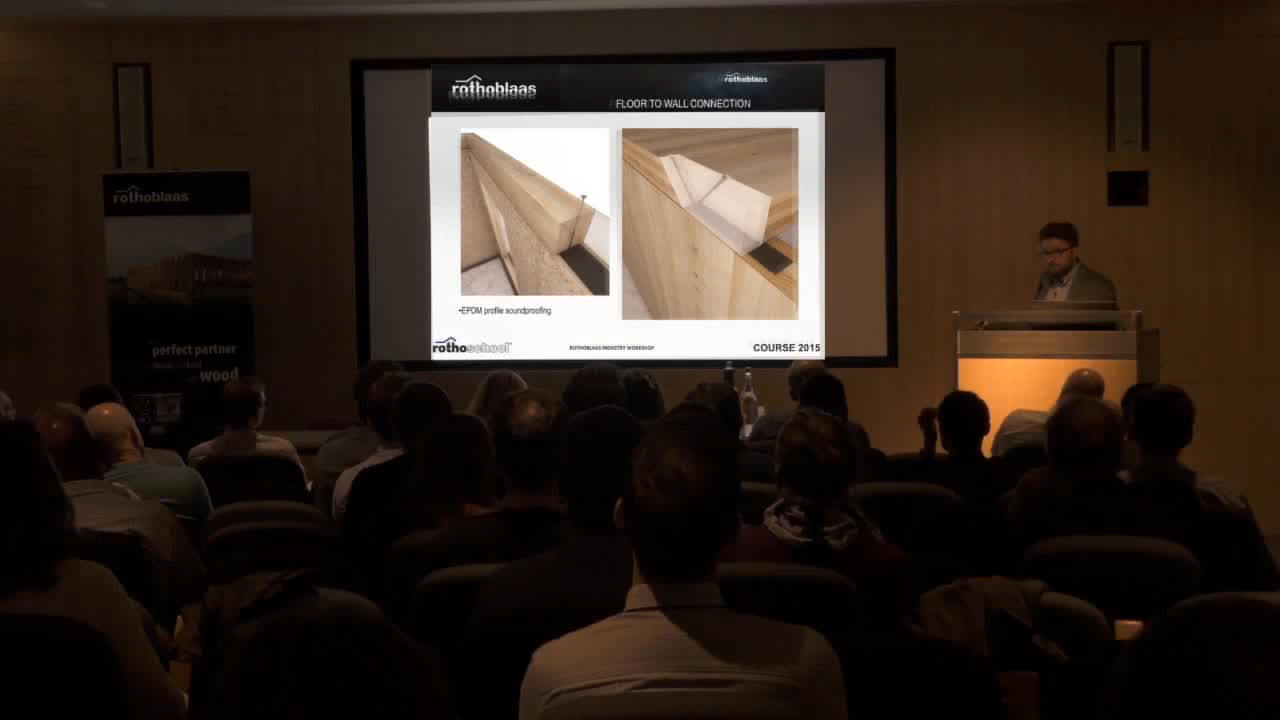 rothoblaas
rothoblaas
FLOOR TO WALL CONNECTION
•EPDM profile soundproofing
rothoschool
ROTHOBLAAS INDUSTRY WORKSHOP
COURSE 2015
rothoblaas
perfect partner
wood